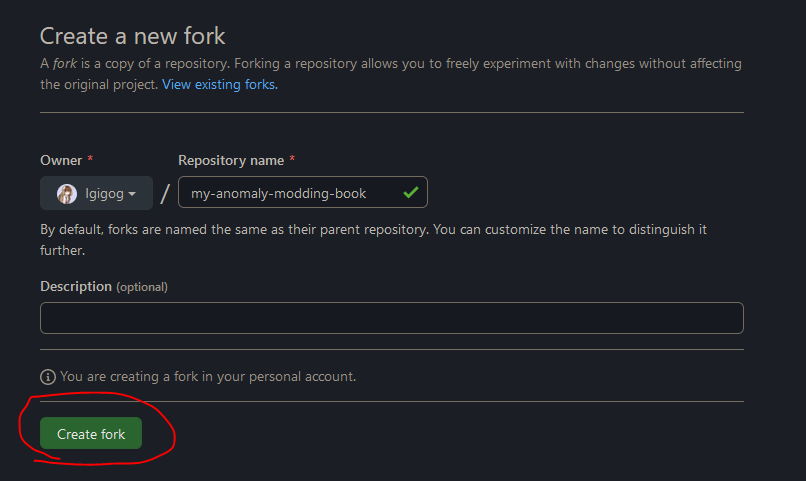 Create a new fork
A fork is a copy of a repository. Forking a repository allows you to freely experiment with changes without affecting
the original project. View existing forks.
Owner *
Repository name *
lgigog
/
my-anomaly-modding-book
By default, forks are named the same as their parent repository. You can customize the name to distinguish it
further.
Description (optional)
You are creating a fork in your personal account.
Create fork